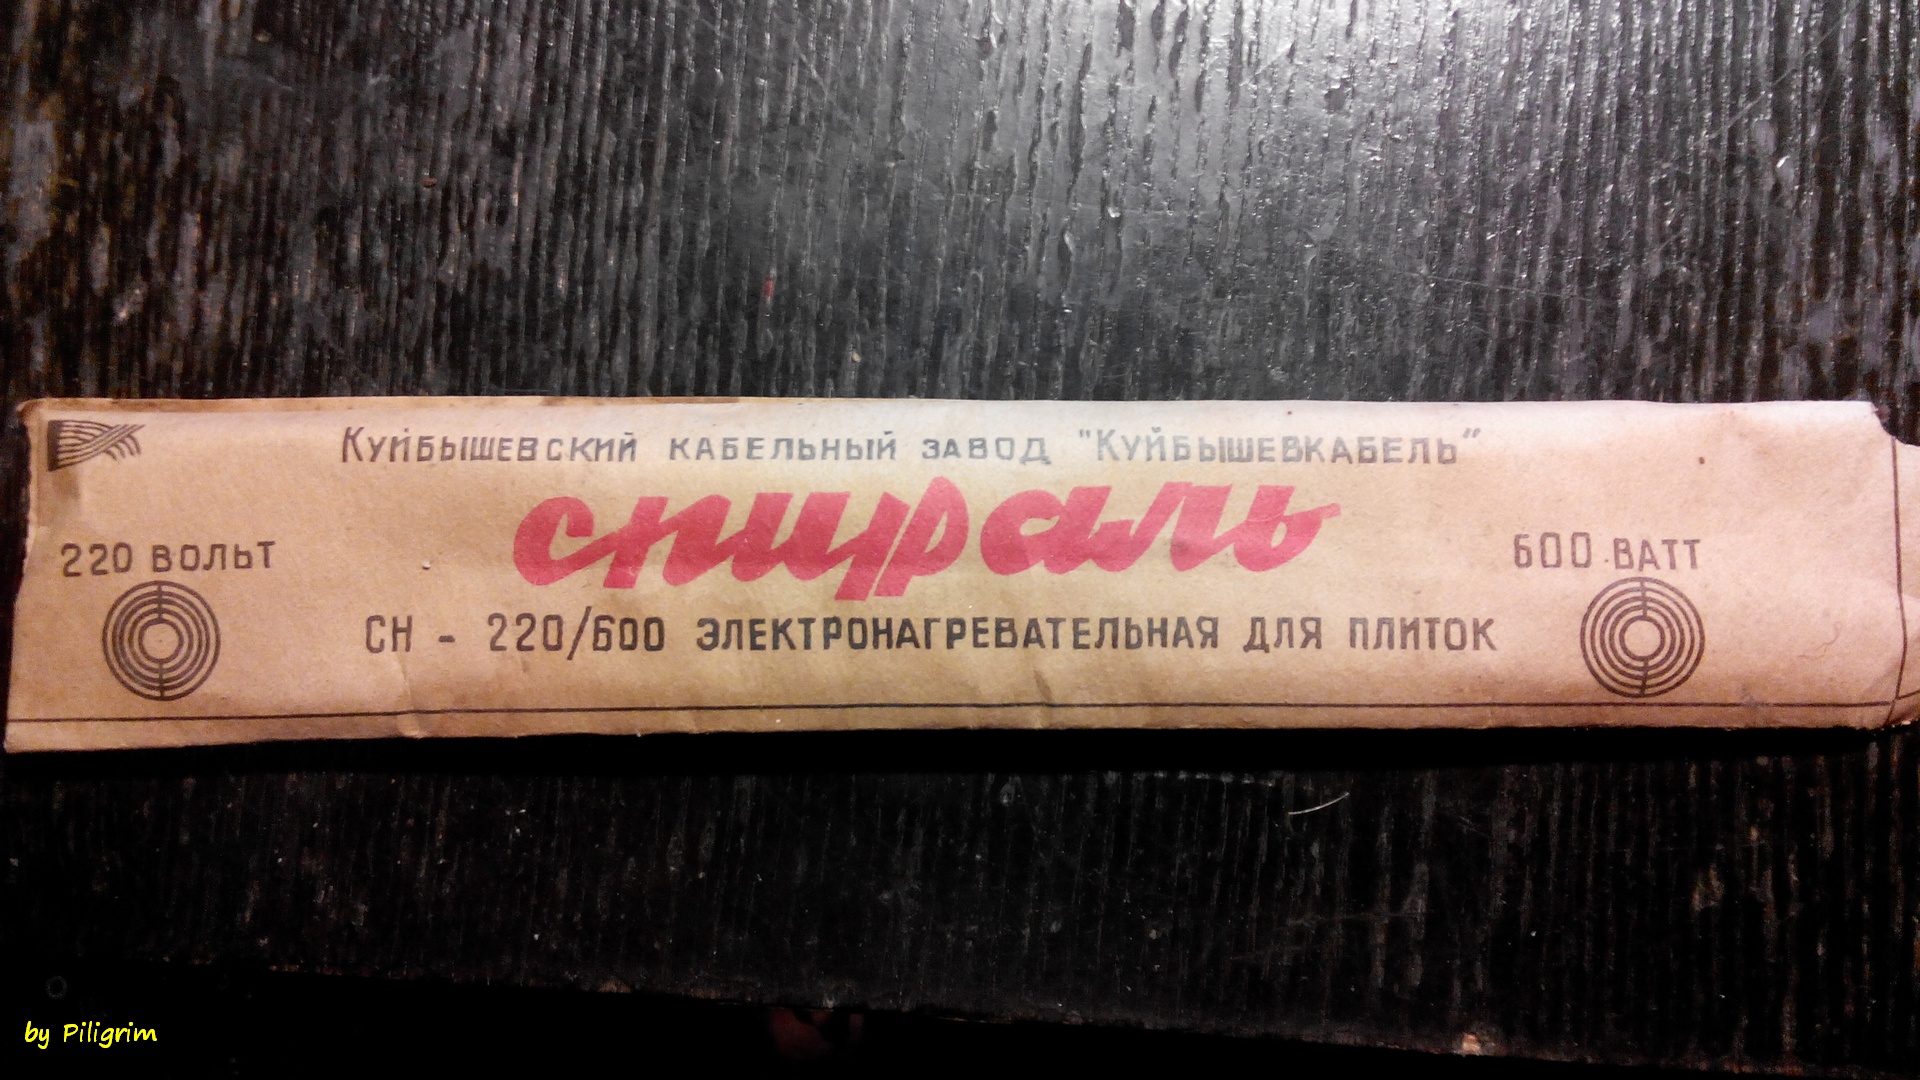 Куйбышевский кабельный завод "Куйбышевкабель"
спираль
220 вольт
600 ватт
СН - 220/600 ЭЛЕКТРОНАГРЕВАТЕЛЬНАЯ ДЛЯ ПЛИТОК
by Piligrim